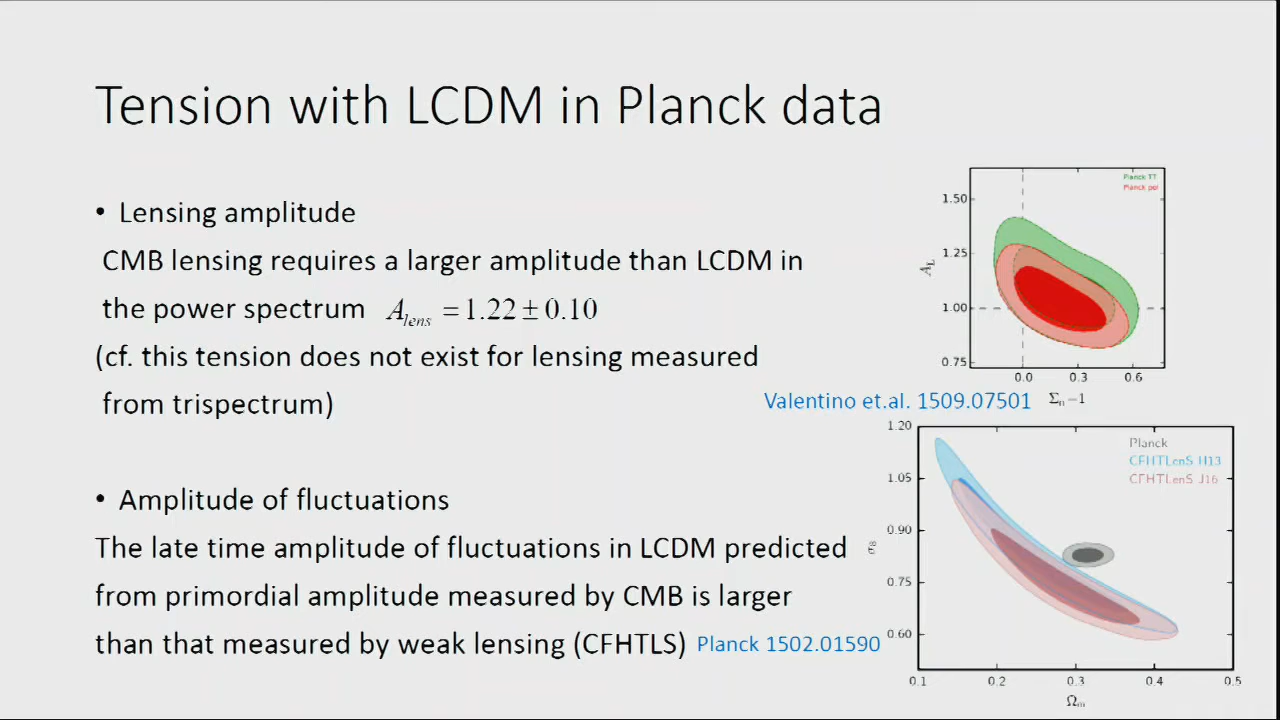 Tension with LCDM in Planck data
• Lensing amplitude
CMB lensing requires a larger amplitude than LCDM in
the power spectrum A_lens = 1.22 ± 0.10
(cf. this tension does not exist for lensing measured
from trispectrum)
• Amplitude of fluctuations
The late time amplitude of fluctuations in LCDM predicted
from primordial amplitude measured by CMB is larger
than that measured by weak lensing (CFHTLS) Planck 1502.01590
Planck TT
Planck pol
1.50
1.25
1.00
0.75
A_L
0.0 0.3 0.6
Valentino et.al. 1509.07501
Σ₀−1
Planck
CFHTLenS H13
CFHTLenS J16
1.20
1.05
0.90
0.75
0.60
σ₈
0.1 0.2 0.3 0.4 0.5
Ω_m